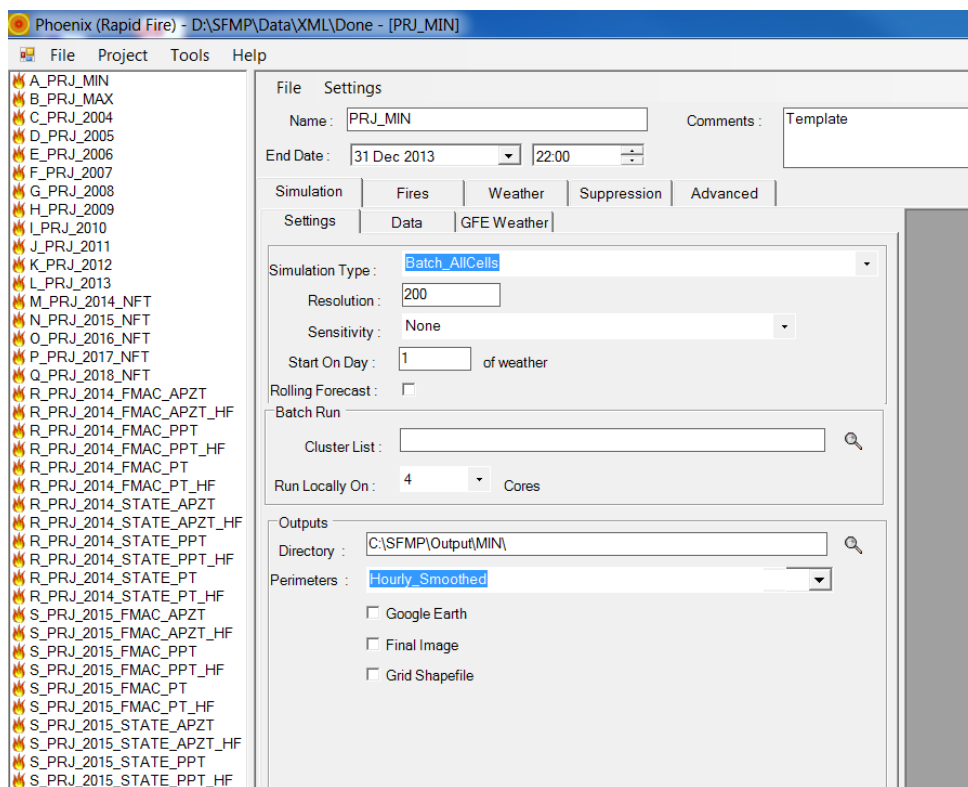 Phoenix (Rapid Fire) - D:\SFMP\Data\XML\Done - [PRJ_MIN]
File Project Tools Help
A_PRJ_MIN
B_PRJ_MAX
C_PRJ_2004
D_PRJ_2005
E_PRJ_2006
F_PRJ_2007
G_PRJ_2008
H_PRJ_2009
I_PRJ_2010
J_PRJ_2011
K_PRJ_2012
L_PRJ_2013
M_PRJ_2014_NFT
N_PRJ_2015_NFT
O_PRJ_2016_NFT
P_PRJ_2017_NFT
Q_PRJ_2018_NFT
R_PRJ_2014_FMAC_APZT
R_PRJ_2014_FMAC_APZT_HF
R_PRJ_2014_FMAC_PPT
R_PRJ_2014_FMAC_PPT_HF
R_PRJ_2014_FMAC_PT
R_PRJ_2014_FMAC_PT_HF
R_PRJ_2014_STATE_APZT
R_PRJ_2014_STATE_APZT_HF
R_PRJ_2014_STATE_PPT
R_PRJ_2014_STATE_PPT_HF
R_PRJ_2014_STATE_PT
R_PRJ_2014_STATE_PT_HF
S_PRJ_2015_FMAC_APZT
S_PRJ_2015_FMAC_APZT_HF
S_PRJ_2015_FMAC_PPT
S_PRJ_2015_FMAC_PPT_HF
S_PRJ_2015_FMAC_PT
S_PRJ_2015_FMAC_PT_HF
S_PRJ_2015_STATE_APZT
S_PRJ_2015_STATE_APZT_HF
S_PRJ_2015_STATE_PPT
S_PRJ_2015_STATE_PPT_HF
File Settings
Name : PRJ_MIN Comments : Template
End Date : 31 Dec 2013 22:00
Simulation Fires Weather Suppression Advanced
Settings Data GFE Weather
Simulation Type : Batch_AllCells
Resolution : 200
Sensitivity : None
Start On Day : 1 of weather
Rolling Forecast :
Batch Run
Cluster List :
Run Locally On : 4 Cores
Outputs
Directory : C:\SFMP\Output\MIN\
Perimeters : Hourly_Smoothed
Google Earth
Final Image
Grid Shapefile